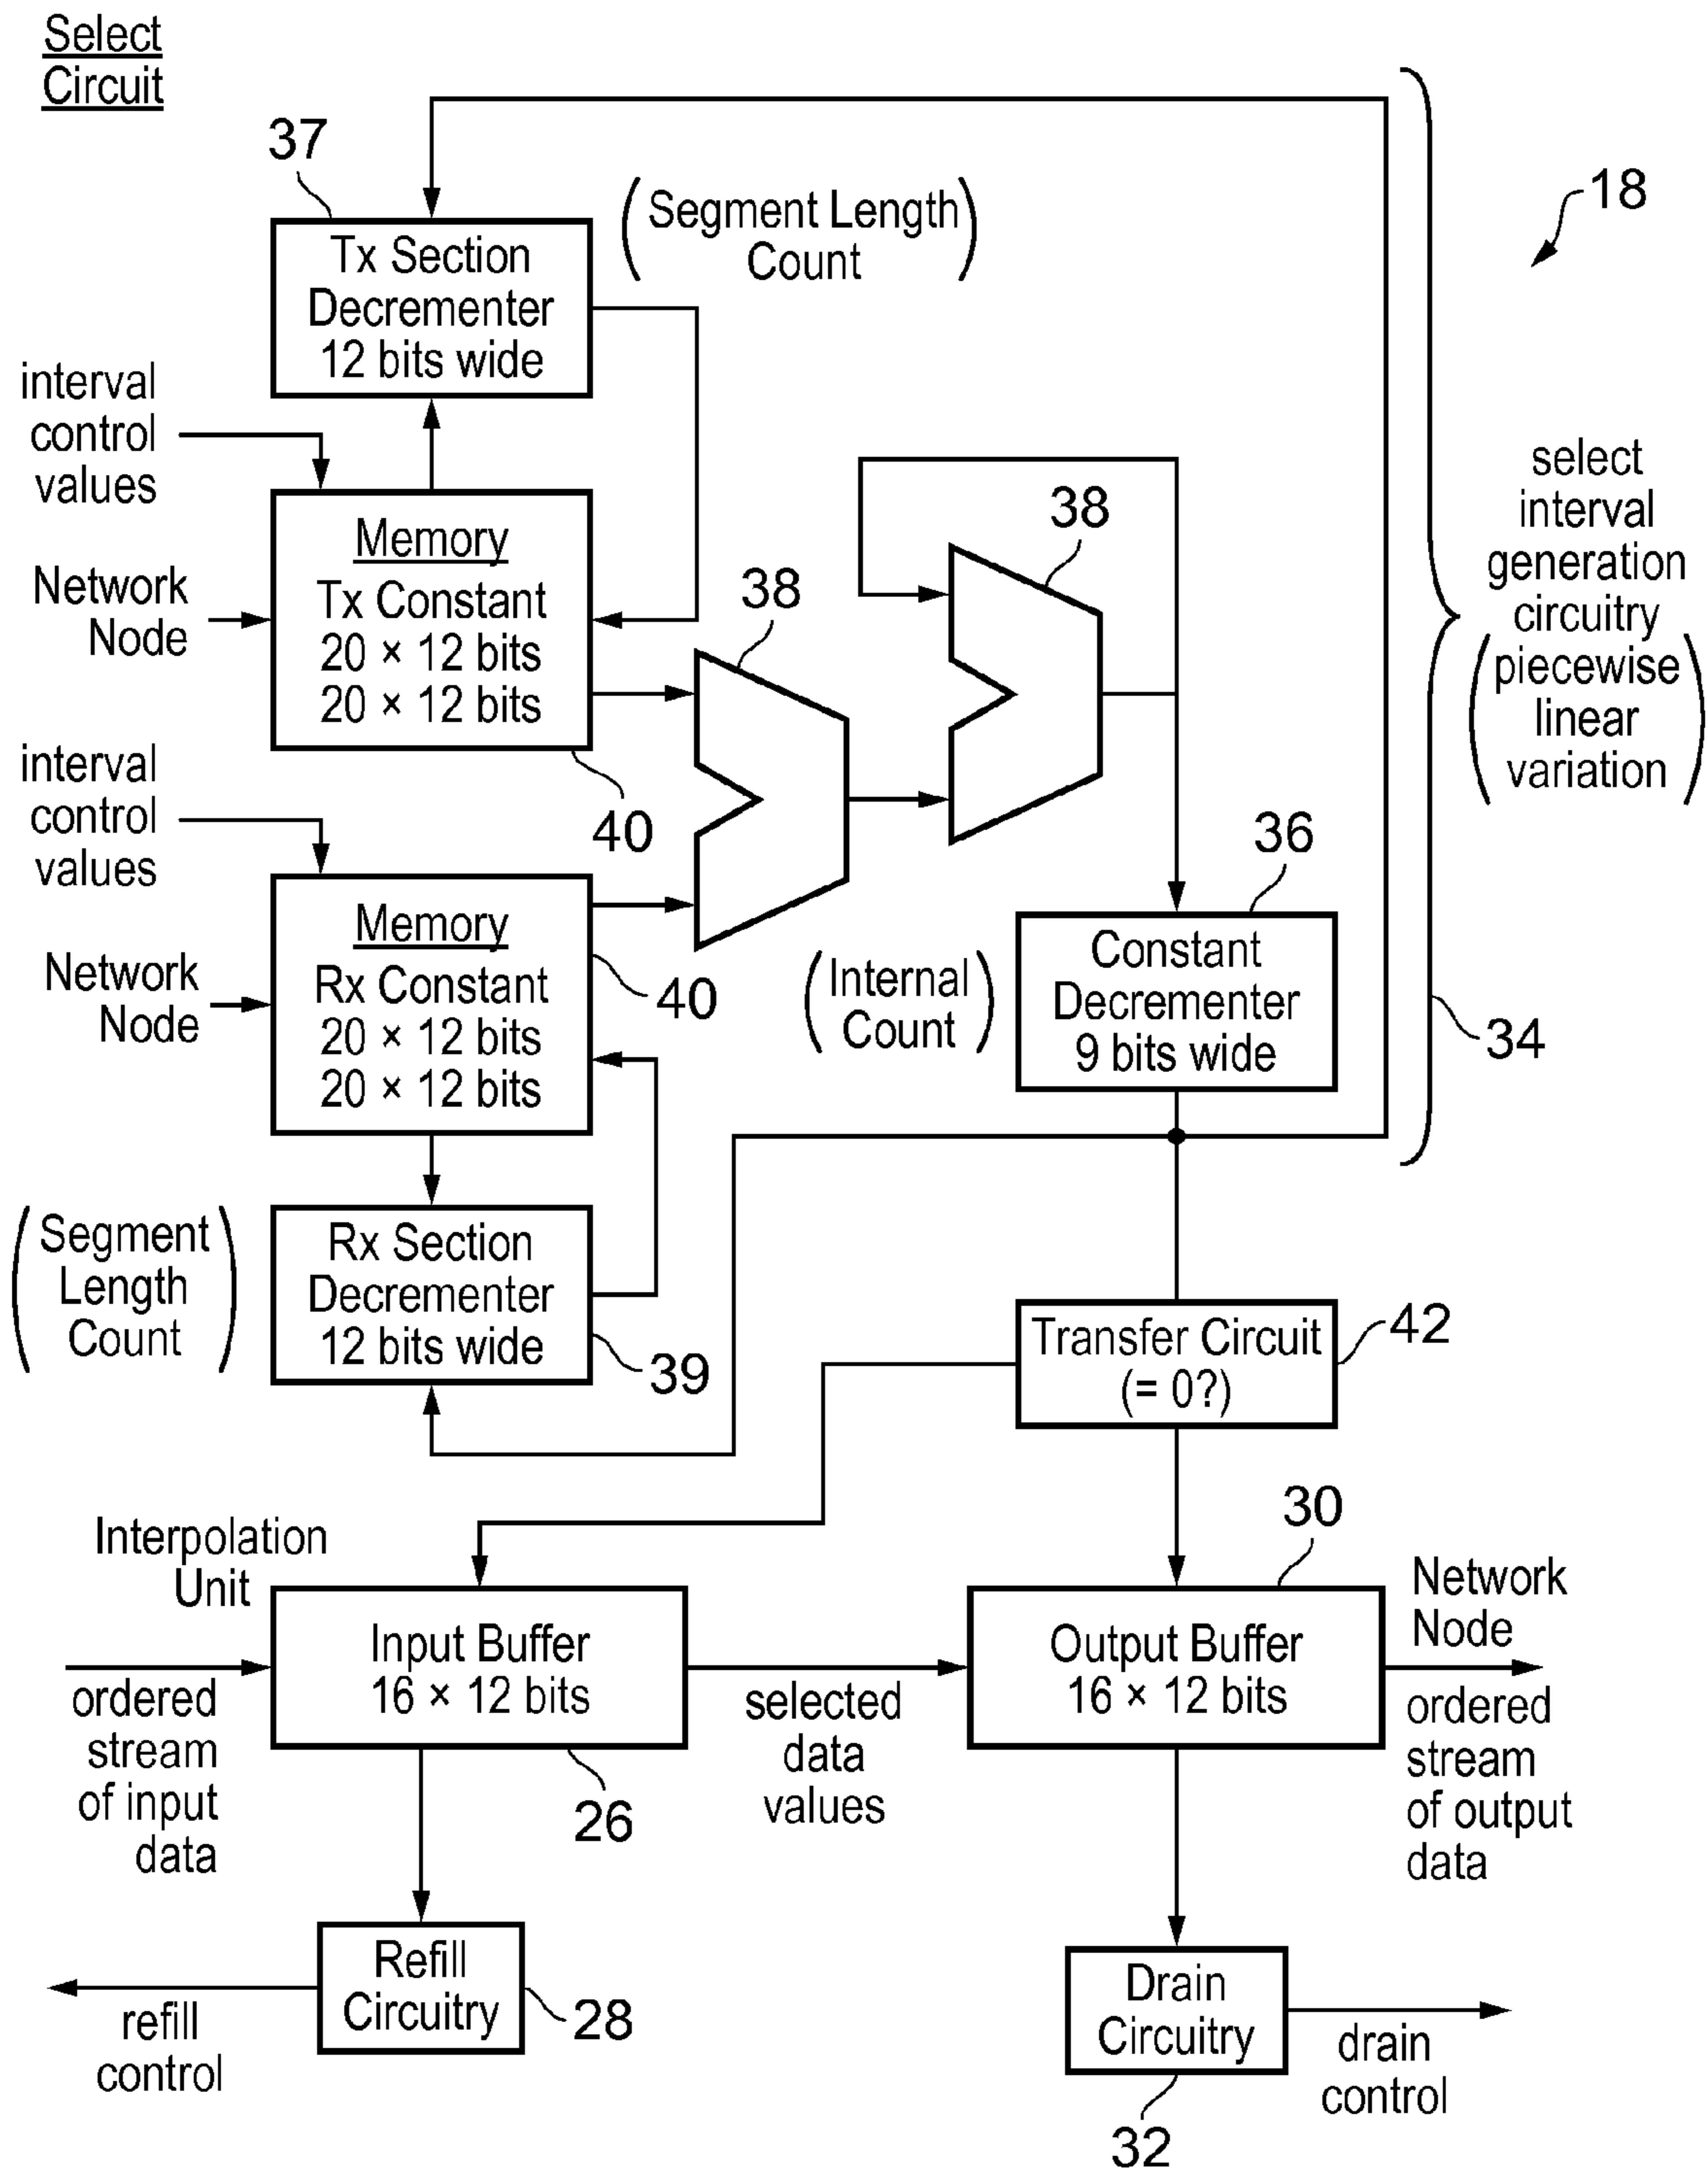 Select
Circuit
37
Tx Section
Decrementer
12 bits wide
(Segment Length
Count)
18
interval
control
values
Network
Node
Memory
Tx Constant
20 × 12 bits
20 × 12 bits
40
38
38
select
interval
generation
circuitry
(piecewise
linear
variation)
34
interval
control
values
Network
Node
Memory
Rx Constant
20 × 12 bits
20 × 12 bits
40
(Internal
Count)
36
Constant
Decrementer
9 bits wide
(Segment
Length
Count)
Rx Section
Decrementer
12 bits wide
39
Transfer Circuit
(= 0?)
42
Interpolation
Unit
ordered
stream
of input
data
Input Buffer
16 × 12 bits
26
selected
data
values
30
Output Buffer
16 × 12 bits
Network
Node
ordered
stream
of output
data
Refill
Circuitry
28
refill
control
Drain
Circuitry
32
drain
control